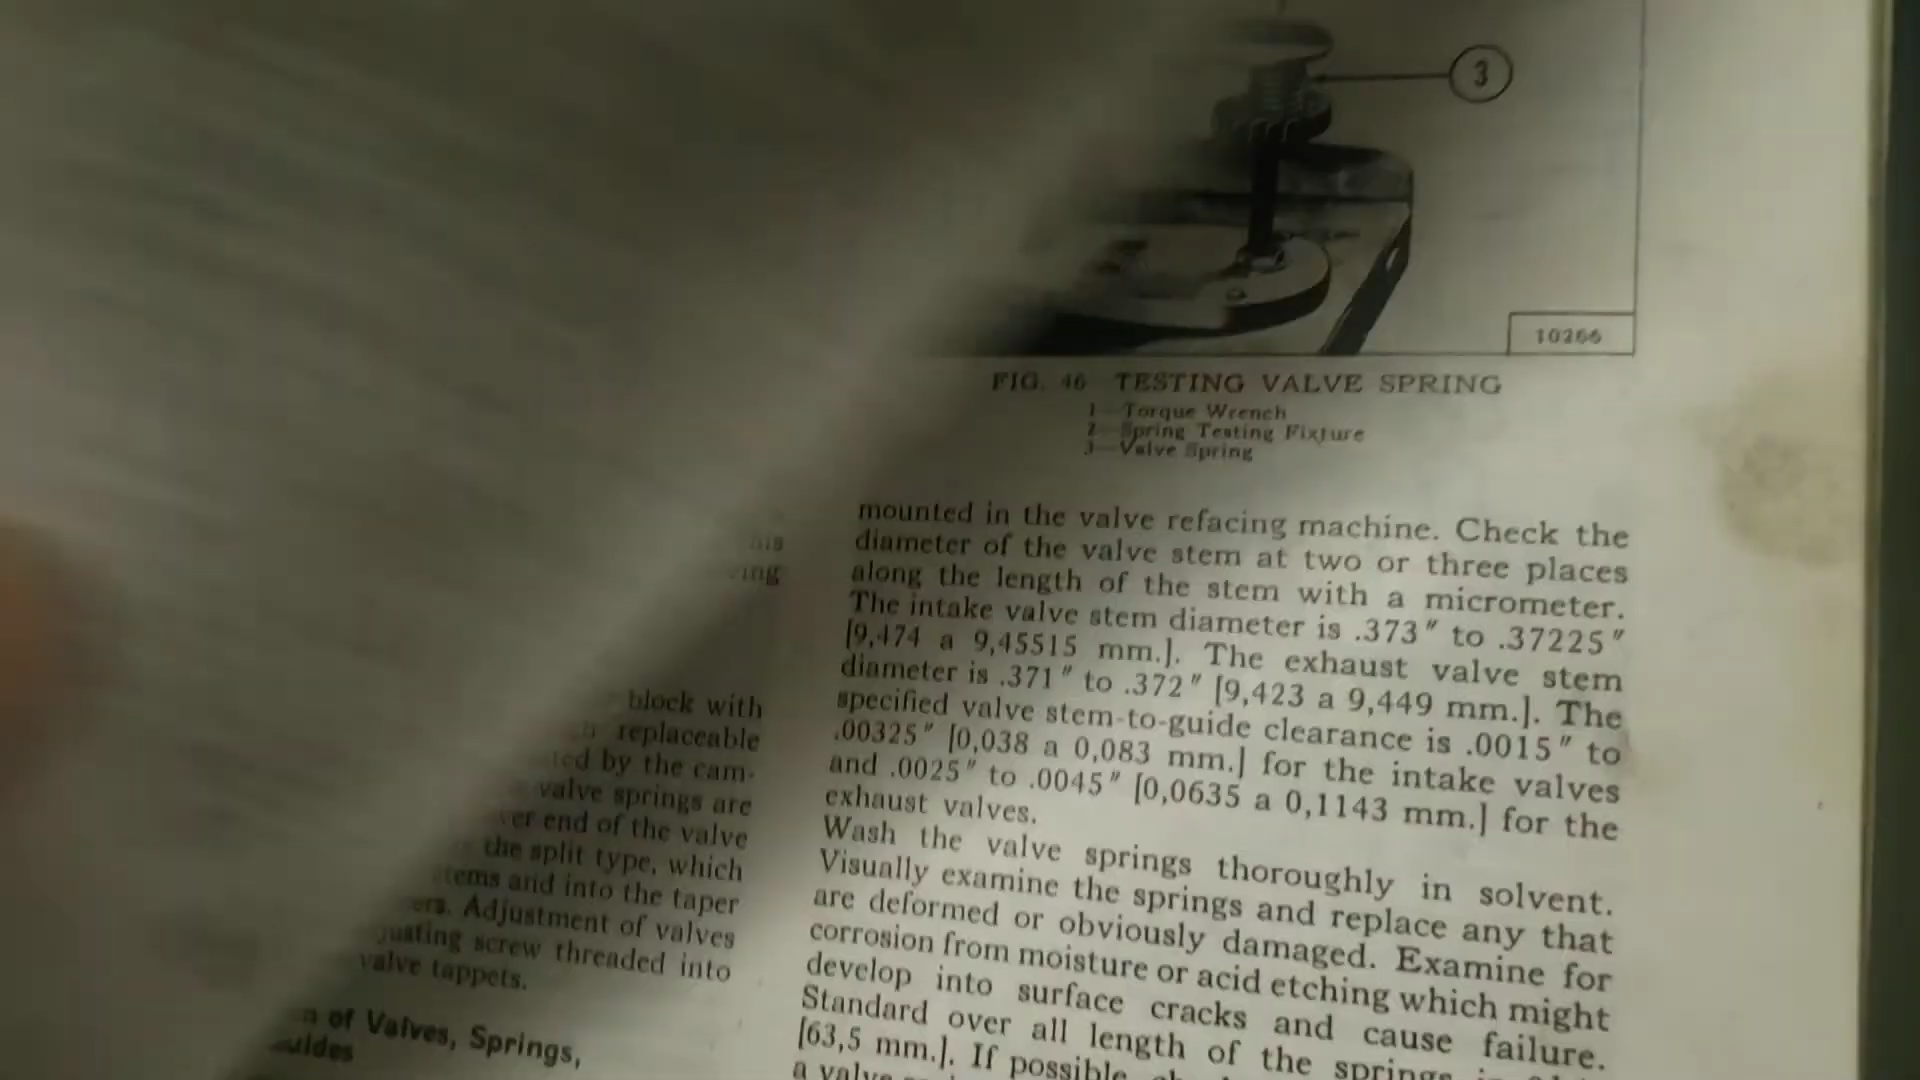 3
10266
FIG. 46 TESTING VALVE SPRING
1—Torque Wrench
2—Spring Testing Fixture
3—Valve Spring
block with
replaceable
by the cam-
valve springs are
end of the valve
the split type, which
and into the taper
Adjustment of valves
screw threaded into
valve tappets.
of Valves, Springs,
mounted in the valve refacing machine. Check the
diameter of the valve stem at two or three places
along the length of the stem with a micrometer.
The intake valve stem diameter is .373″ to .37225″
[9,474 a 9,45515 mm.]. The exhaust valve stem
diameter is .371″ to .372″ [9,423 a 9,449 mm.]. The
specified valve stem-to-guide clearance is .0015″ to
.00325″ [0,038 a 0,083 mm.] for the intake valves
and .0025″ to .0045″ [0,0635 a 0,1143 mm.] for the
exhaust valves.
Wash the valve springs thoroughly in solvent.
Visually examine the springs and replace any that
are deformed or obviously damaged. Examine for
corrosion from moisture or acid etching which might
develop into surface cracks and cause failure.
Standard over all length of the springs
[63,5 mm.]. If possible
a